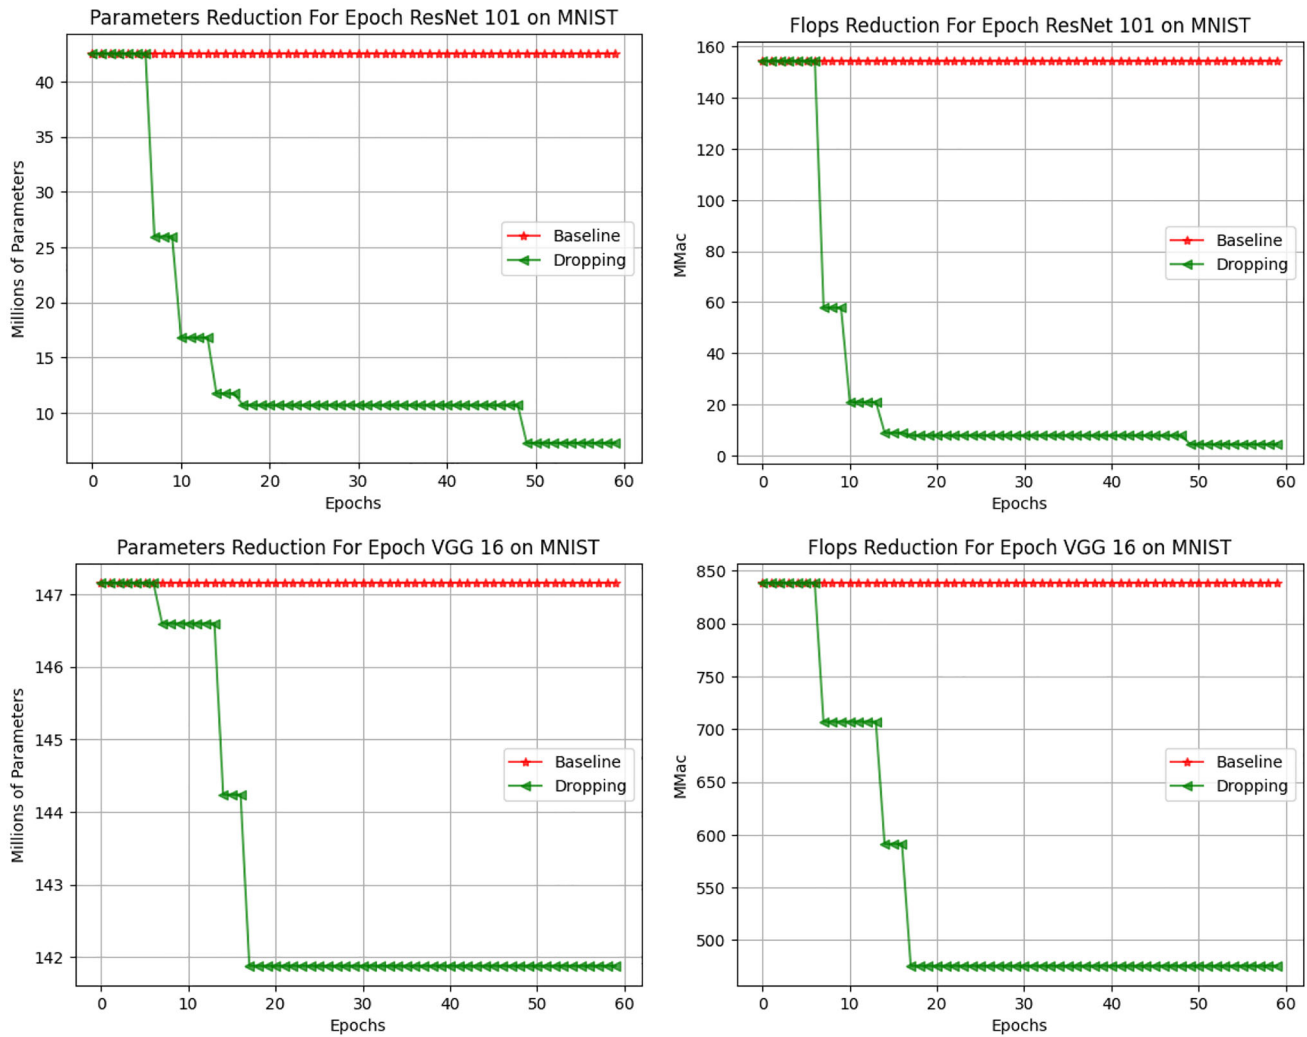 Parameters Reduction For Epoch ResNet 101 on MNIST
Millions of Parameters
40
35
30
25
20
15
10
Baseline
Dropping
0 10 20 30 40 50 60
Epochs
Flops Reduction For Epoch ResNet 101 on MNIST
MMac
160
140
120
100
80
60
40
20
0
Baseline
Dropping
0 10 20 30 40 50 60
Epochs
Parameters Reduction For Epoch VGG 16 on MNIST
Millions of Parameters
147
146
145
144
143
142
Baseline
Dropping
0 10 20 30 40 50 60
Epochs
Flops Reduction For Epoch VGG 16 on MNIST
MMac
850
800
750
700
650
600
550
500
Baseline
Dropping
0 10 20 30 40 50 60
Epochs